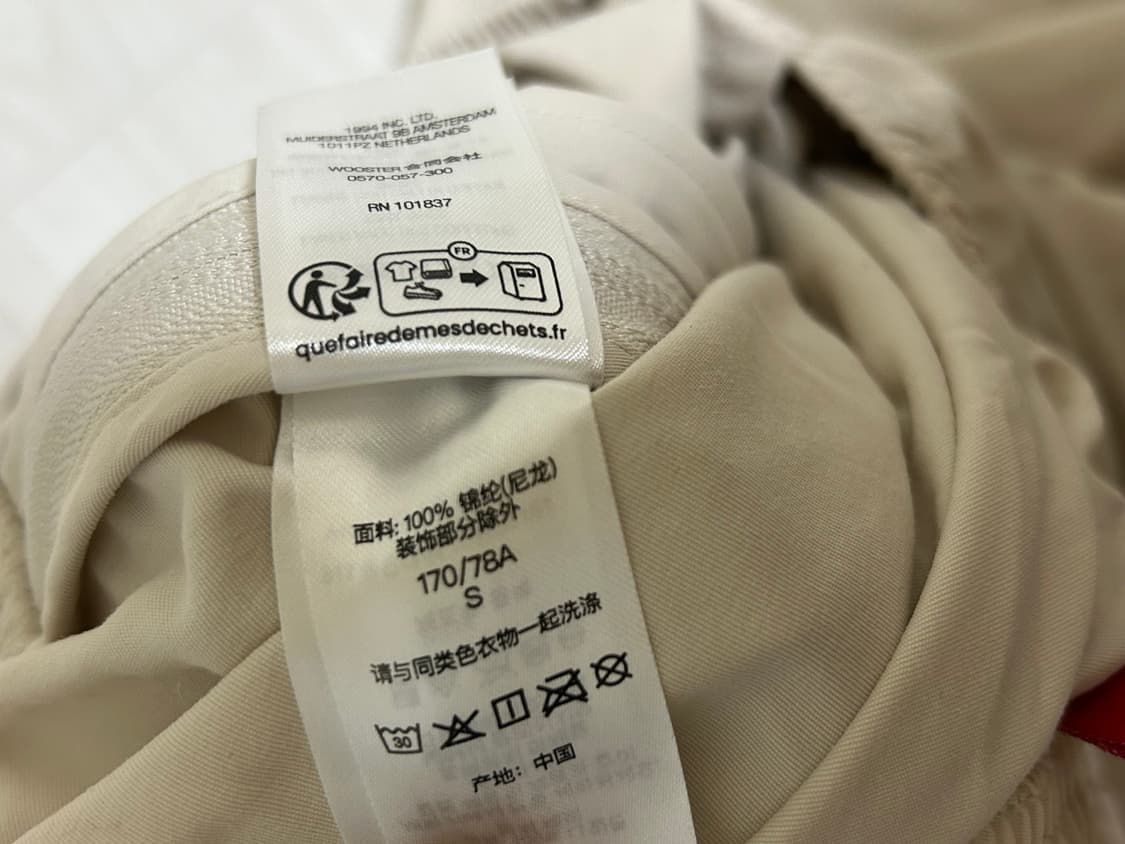 1994 INC. LTD.
MUIDERSTRAAT 9B AMSTERDAM
1011PZ NETHERLANDS
WOOSTER 合同会社
0570-057-300
RN 101837
FR
quefairedemesdechets.fr
面料: 100% 锦纶(尼龙)
装饰部分除外
170/78A
S
请与同类色衣物一起洗涤
30
产地：中国